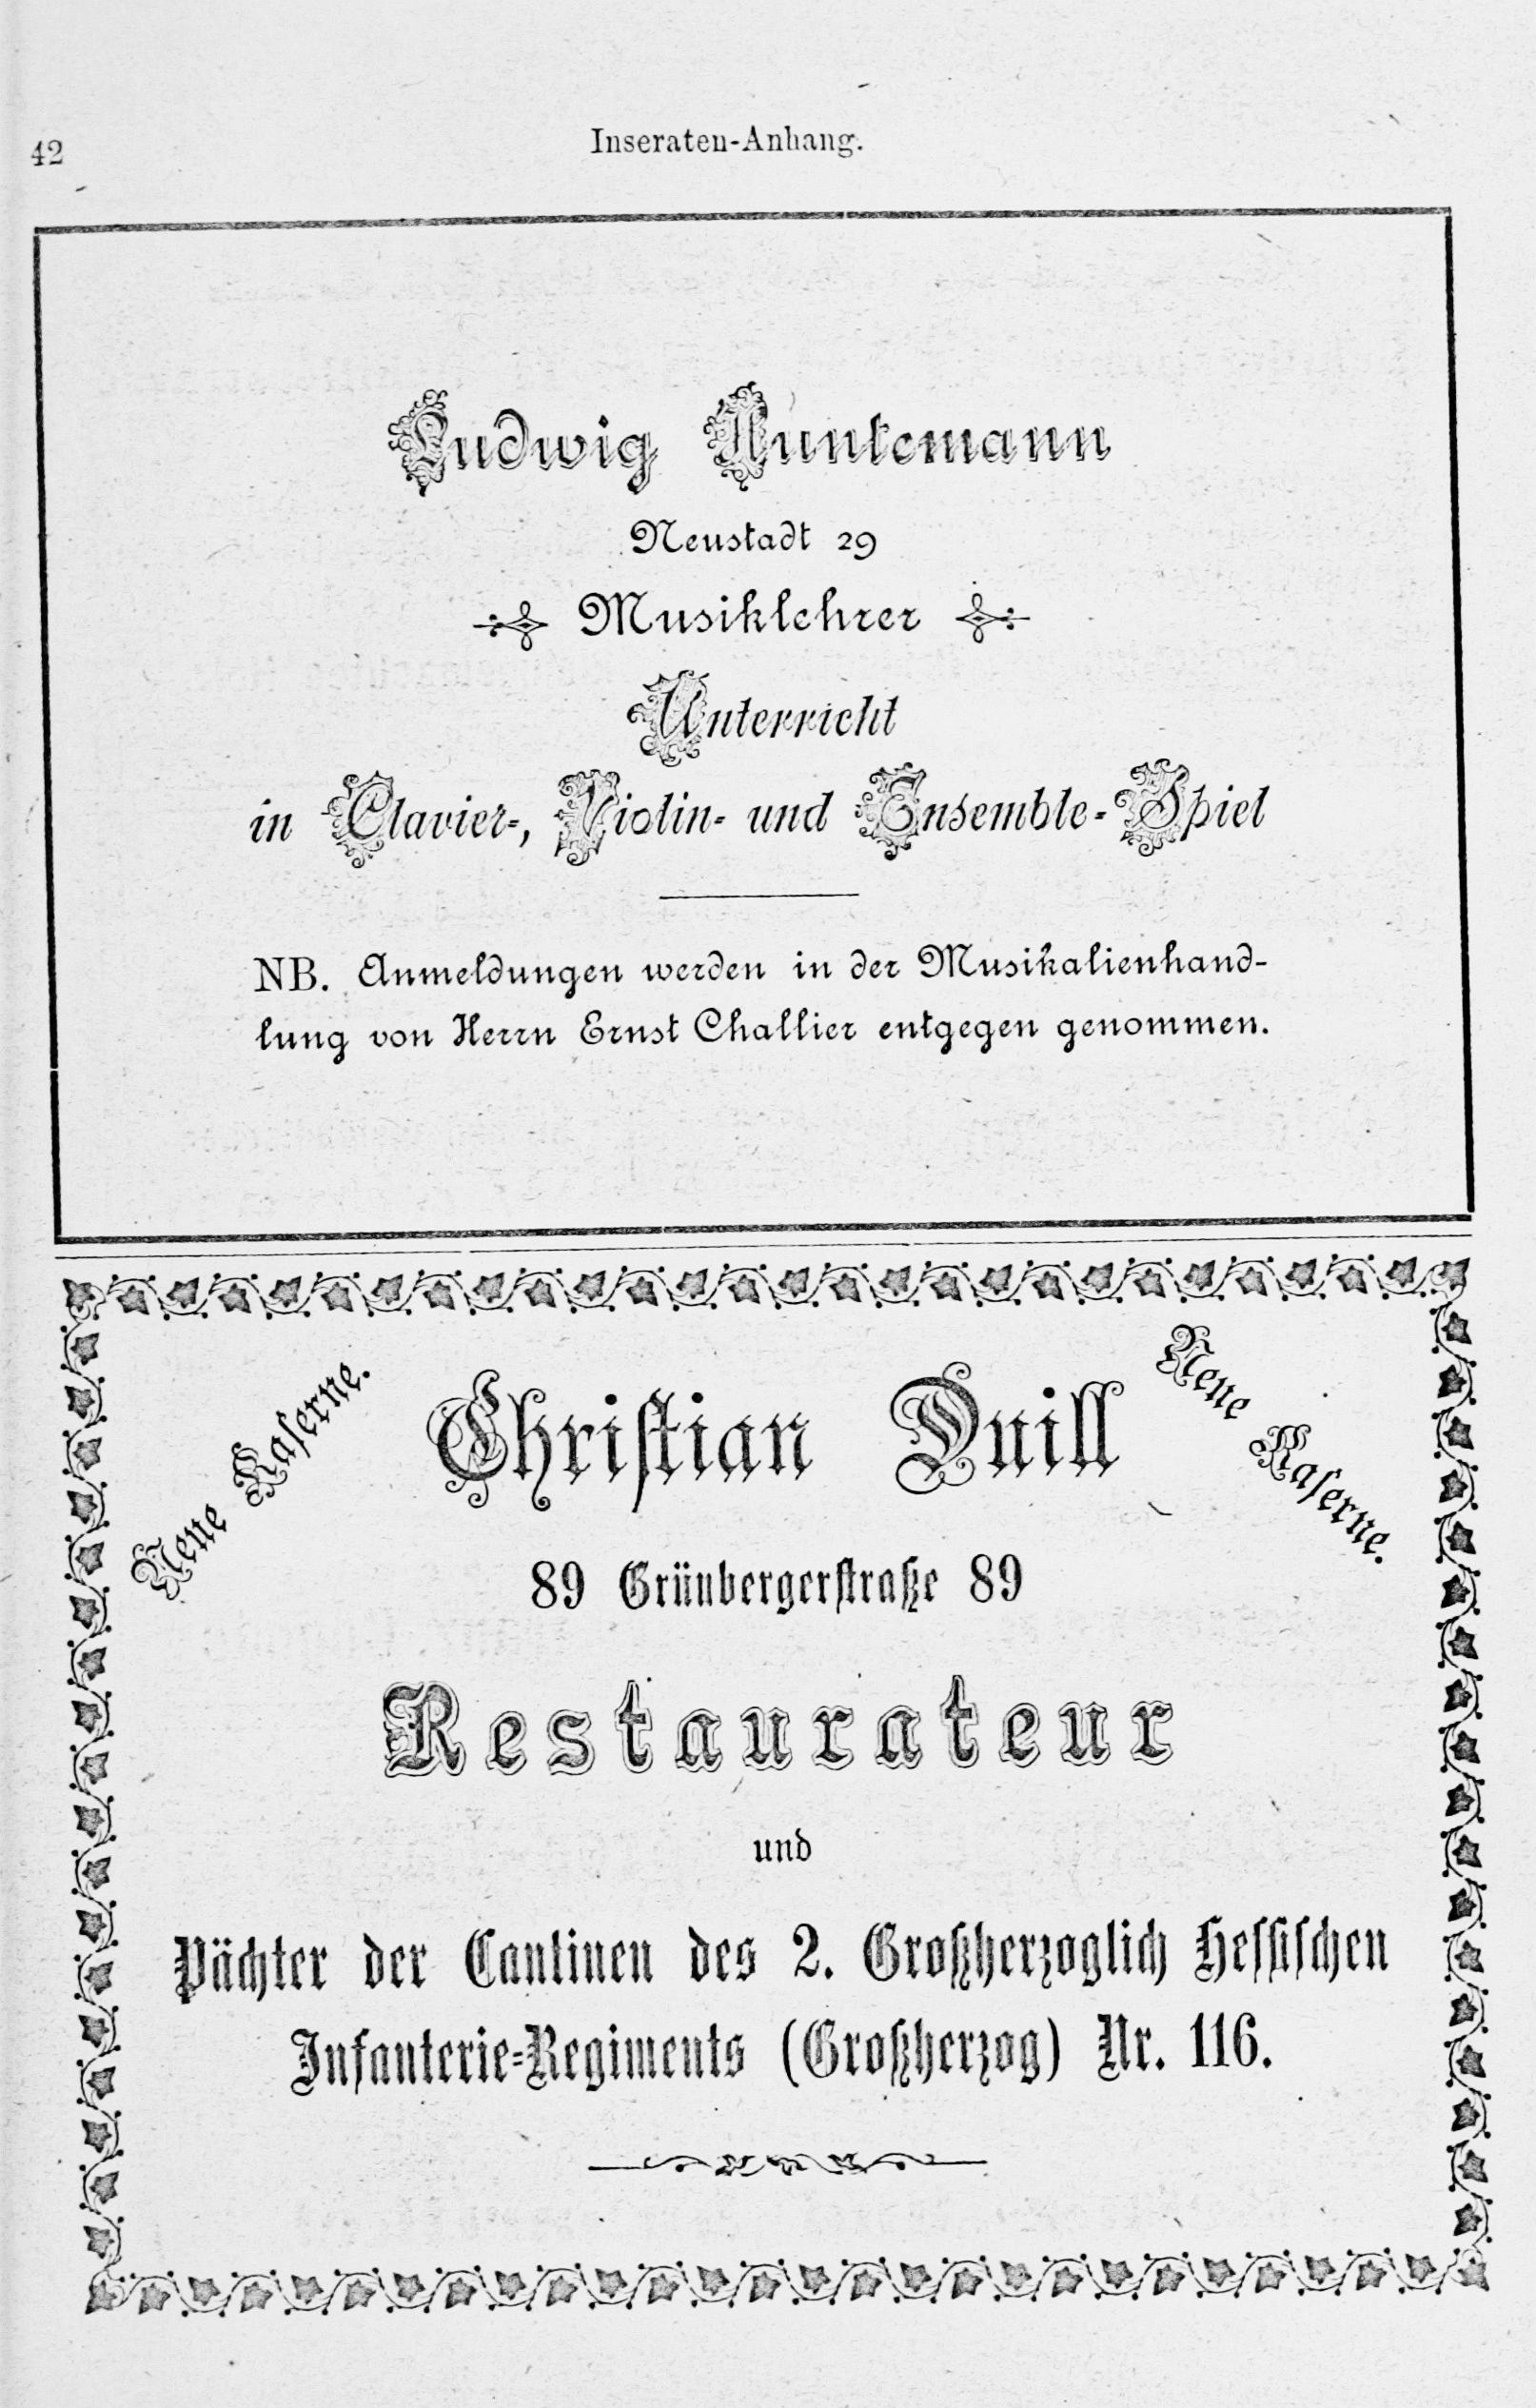 42
Inseraten-Anhang.
Ludwig Nuntemann
Neustadt 29
Musiklehrer
Unterricht
in Clavier-, Violin- und Ensemble-Spiel
NB. Anmeldungen werden in der Musikalienhand-
lung von Herrn Ernst Challier entgegen genommen.
Neue Kaserne.
Christian Quill
Neue Kaserne.
89 Grünbergerstraße 89
Restaurateur
und
Pächter der Cantinen des 2. Großherzoglich Hessischen
Infanterie-Regiments (Großherzog) Nr. 116.